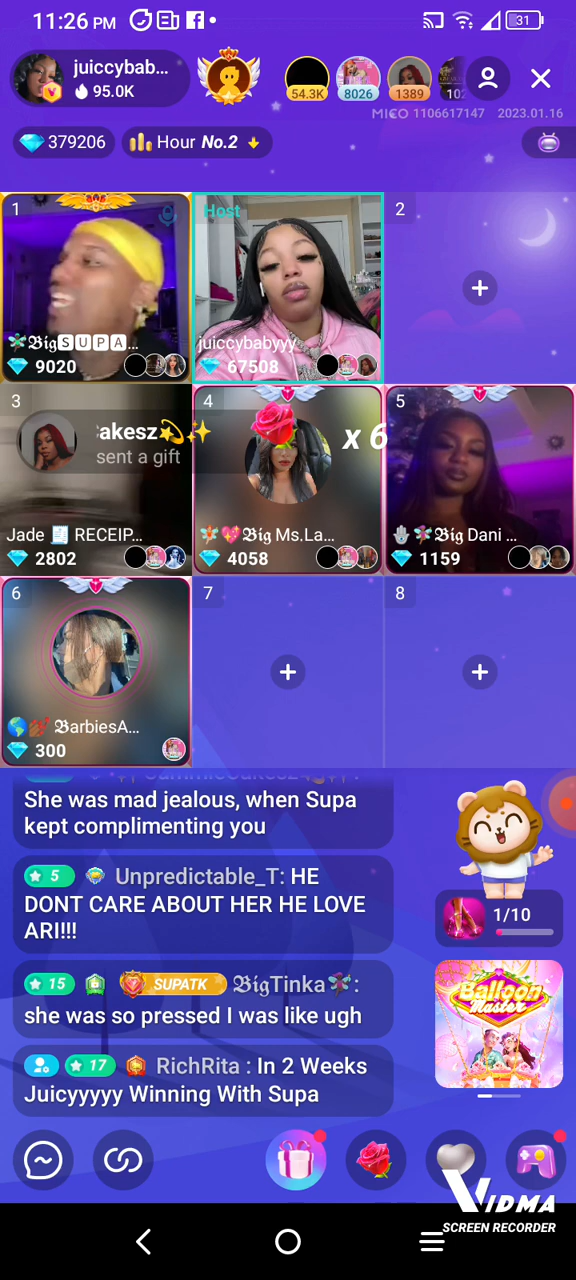 11:26 PM
31
juiccybab...
95.0K
54.3K
8026
1389
102
MICO 1106617147 2023.01.16
379206
Hour No.2
1
Host
2
𝕭𝖎𝖌🆂🆄🅿🅰...
juiccybabyyy
9020
67508
3
akesz💫✨
sent a gift
4
x 6
5
Jade 🧾 RECEIP...
🧚💖𝕭𝖎𝖌 Ms.La...
🧚𝕭𝖎𝖌 Dani ...
2802
4058
1159
6
7
8
🌎💅🏾 𝕭arbiesA...
300
She was mad jealous, when Supa
kept complimenting you
5 Unpredictable_T: HE
DONT CARE ABOUT HER HE LOVE
ARI!!!
1/10
15 SUPATK 𝕭𝖎𝖌Tinka🧚:
she was so pressed I was like ugh
Balloon
Master
17 RichRita : In 2 Weeks
Juicyyyyy Winning With Supa
VIDMA
SCREEN RECORDER